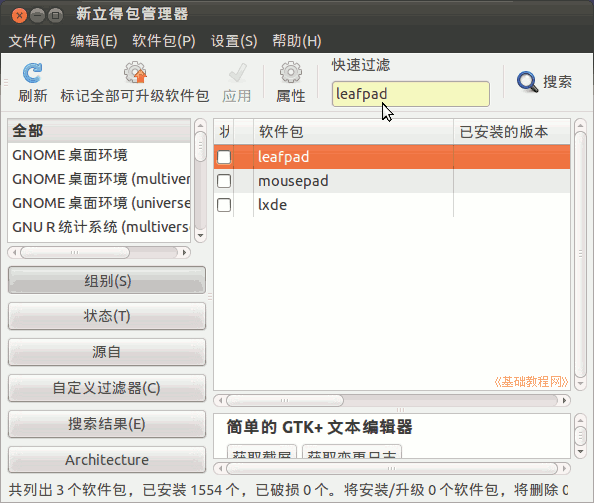 新立得包管理器
文件(F) 编辑(E) 软件包(P) 设置(S) 帮助(H)
快速过滤
刷新 标记全部可升级软件包 应用 属性 leafpad 搜索
全部
GNOME 桌面环境
GNOME 桌面环境 (multiver
GNOME 桌面环境 (universe
GNU R 统计系统 (multivers
组别(S)
状态(T)
源自
自定义过滤器(C)
搜索结果(E)
Architecture
软件包 已安装的版本
leafpad
mousepad
lxde
《基础教程网》
简单的 GTK+ 文本编辑器
获取截屏 获取变更日志
共列出 3 个软件包，已安装 1554 个，已破损 0 个。将安装/升级 0 个软件包，将删除 0